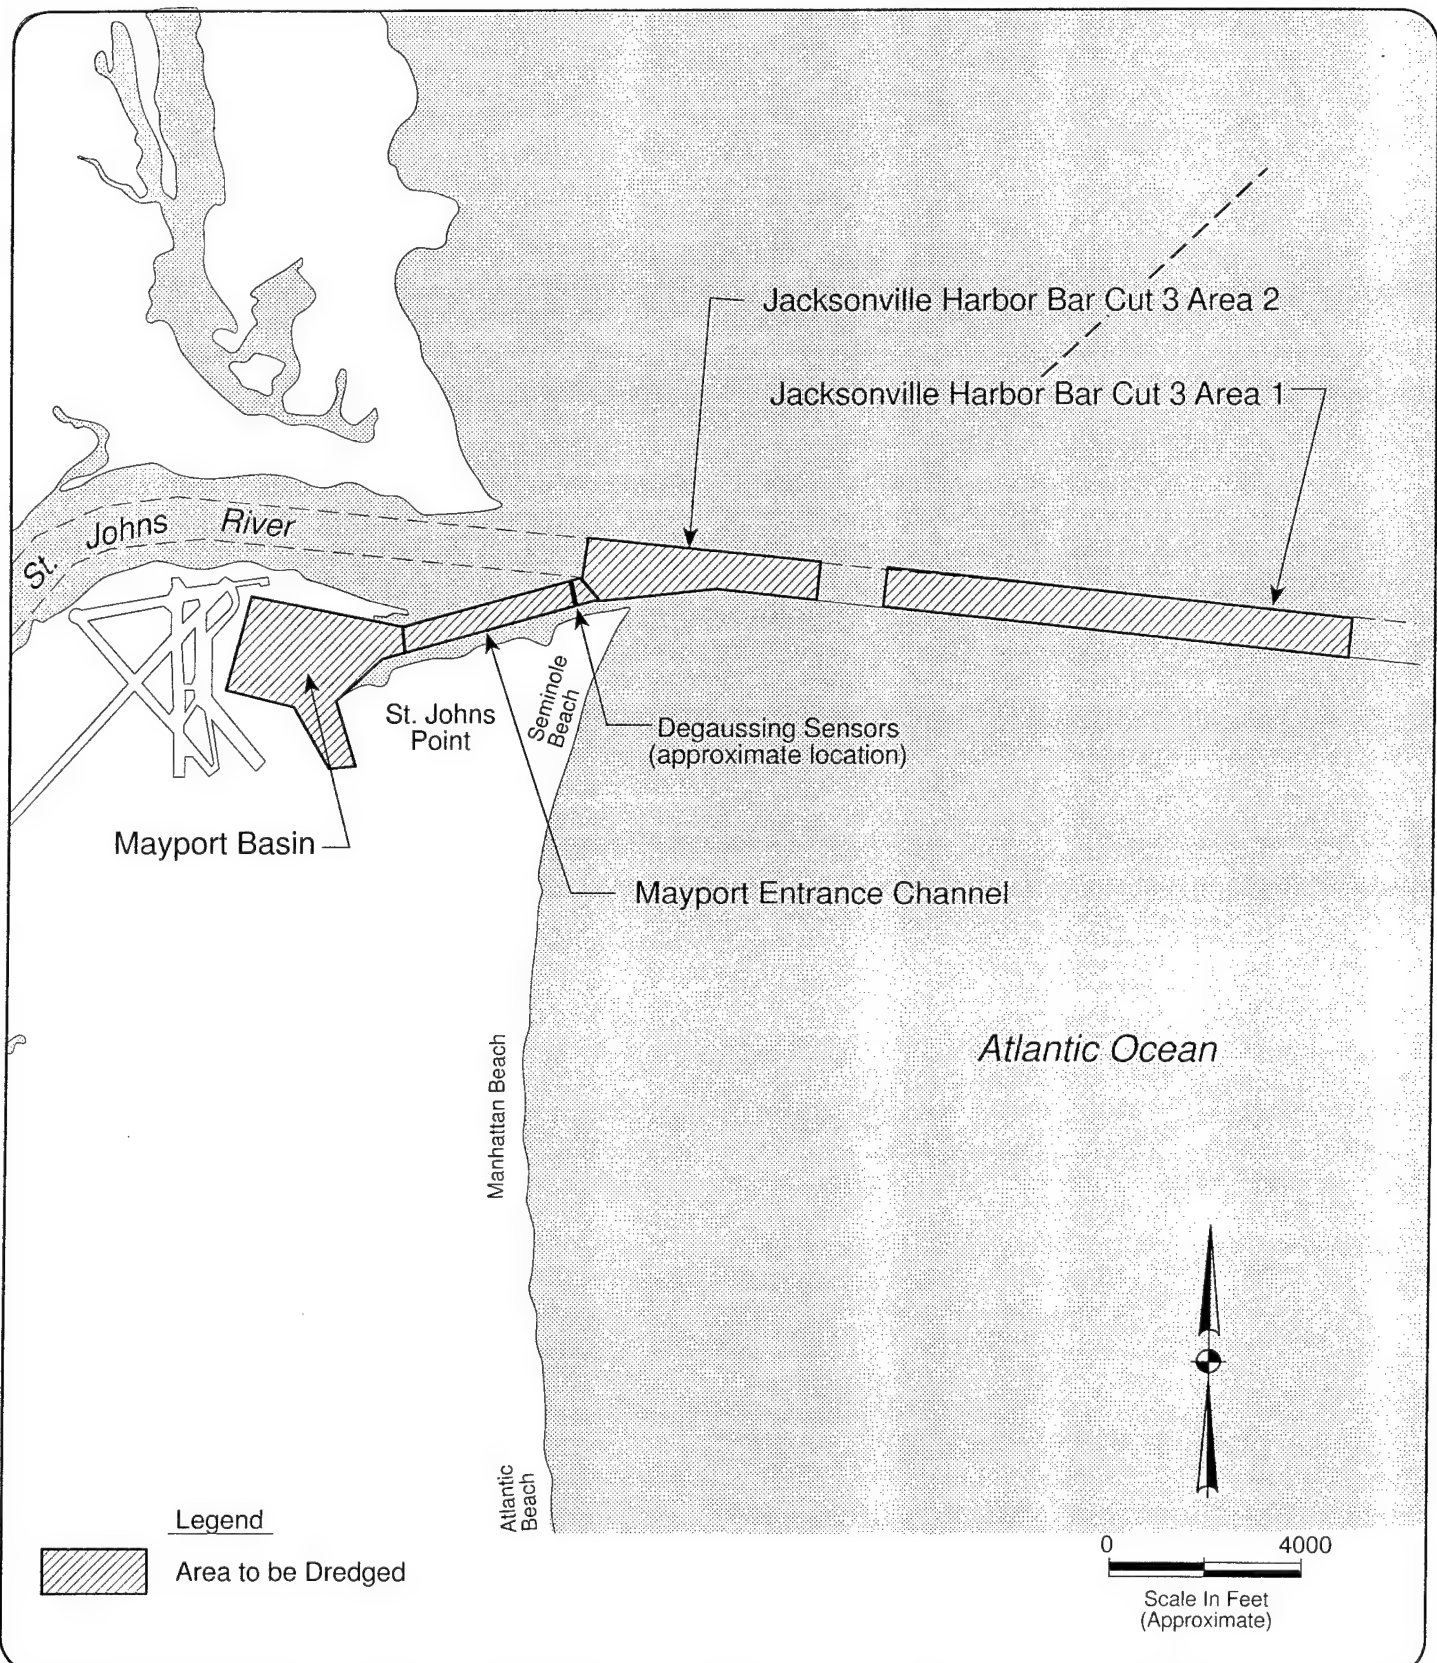 Jacksonville Harbor Bar Cut 3 Area 2
Jacksonville Harbor Bar Cut 3 Area 1
St. Johns River
St. Johns
Point
Seminole
Beach
Degaussing Sensors
(approximate location)
Mayport Basin
Mayport Entrance Channel
Atlantic Ocean
Manhattan Beach
Atlantic
Beach
Legend
Area to be Dredged
0 4000
Scale In Feet
(Approximate)